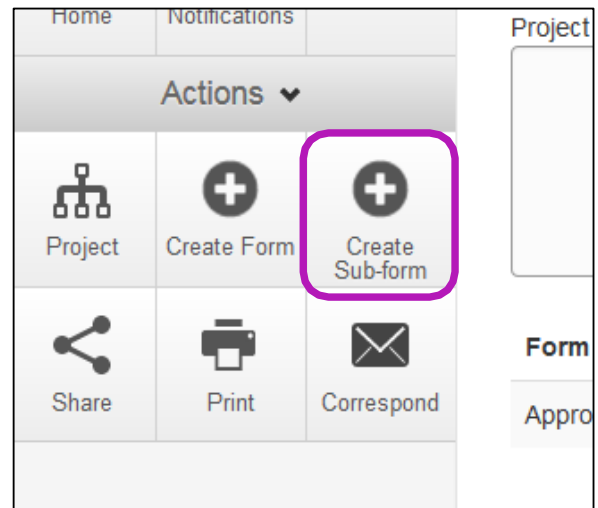 Home Notifications
Project
Actions
Project Create Form Create
Sub-form
Form
Share Print Correspond
Appro